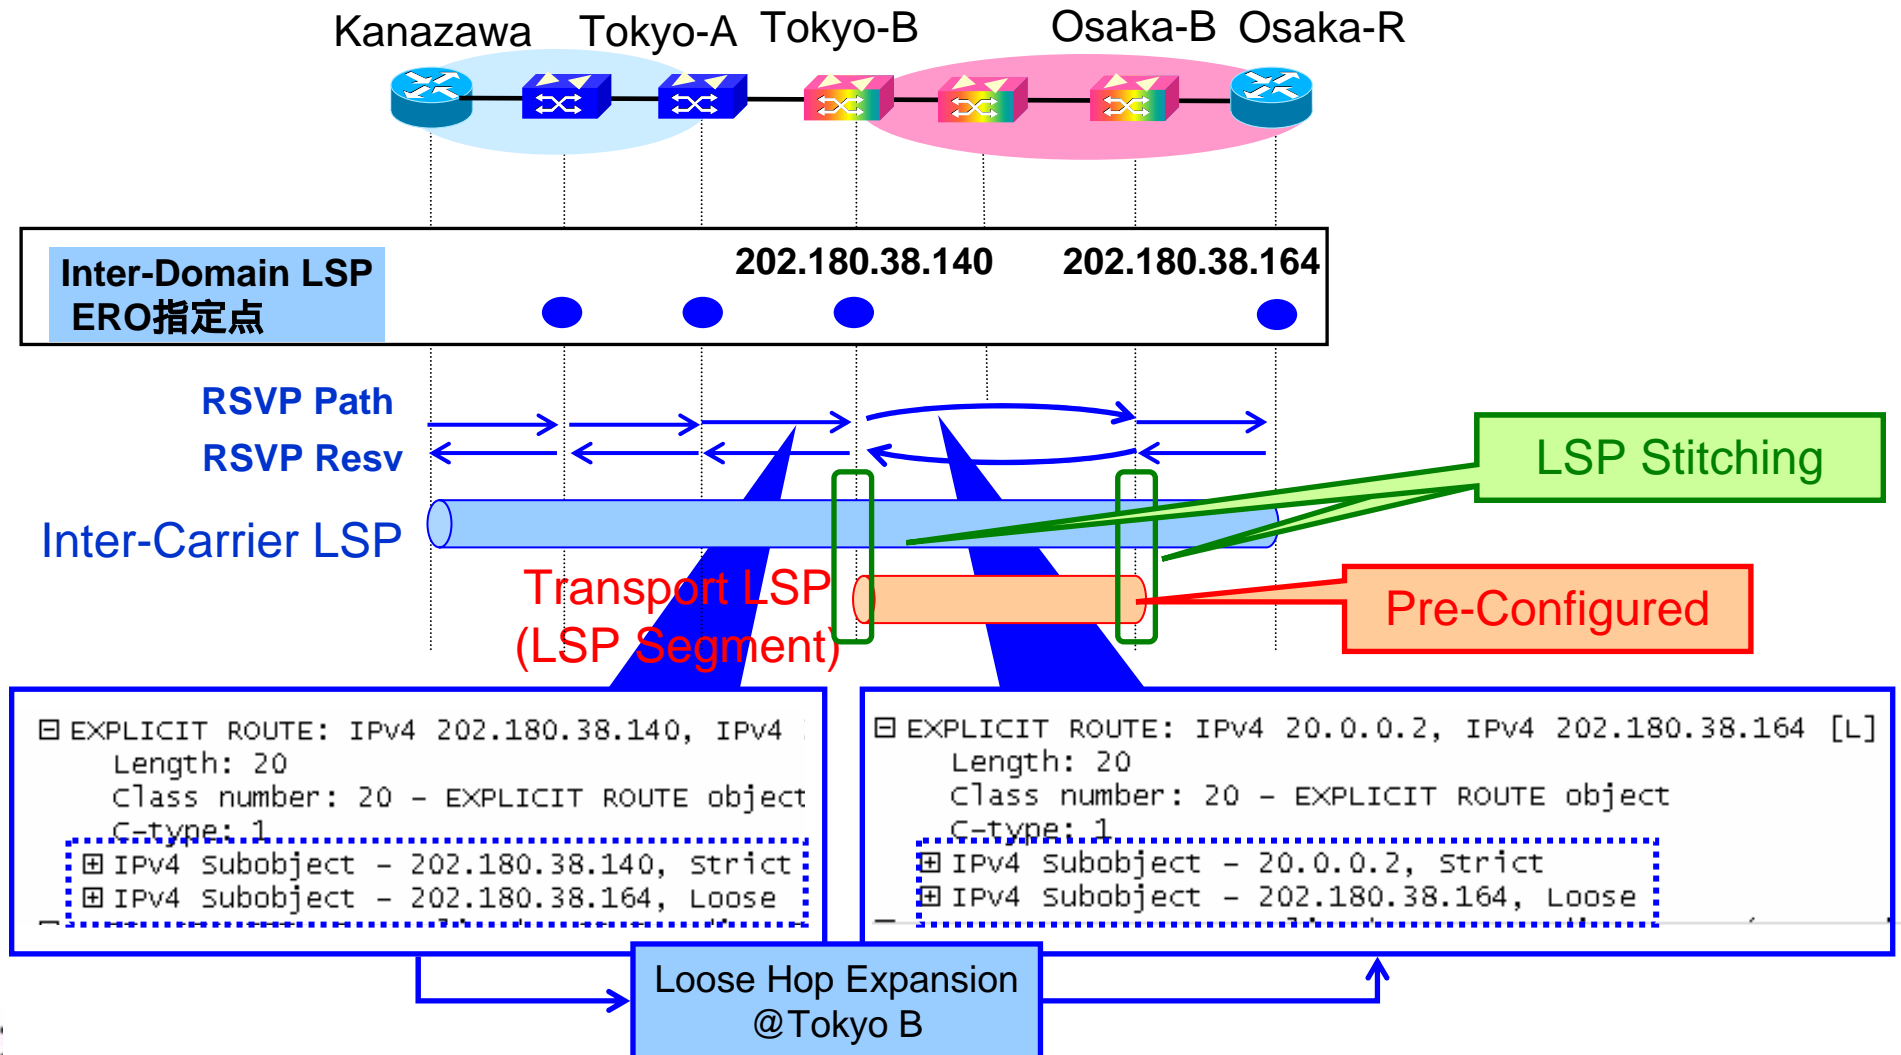 Kanazawa
Tokyo-A
Tokyo-B
Osaka-B
Osaka-R
Inter-Domain LSP
ERO指定点
202.180.38.140
202.180.38.164
RSVP Path
RSVP Resv
LSP Stitching
Inter-Carrier LSP
Transport LSP
(LSP Segment)
Pre-Configured
EXPLICIT ROUTE: IPv4 202.180.38.140, IPv4
Length: 20
Class number: 20 – EXPLICIT ROUTE object
C-type: 1
IPv4 Subobject – 202.180.38.140, Strict
IPv4 Subobject – 202.180.38.164, Loose
EXPLICIT ROUTE: IPv4 20.0.0.2, IPv4 202.180.38.164 [L]
Length: 20
Class number: 20 – EXPLICIT ROUTE object
C-type: 1
IPv4 Subobject – 20.0.0.2, Strict
IPv4 Subobject – 202.180.38.164, Loose
Loose Hop Expansion
@Tokyo B